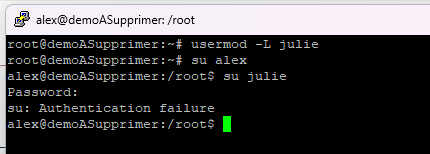 alex@demoASupprimer: /root
root@demoASupprimer:~# usermod -L julie
root@demoASupprimer:~# su alex
alex@demoASupprimer:/root$ su julie
Password:
su: Authentication failure
alex@demoASupprimer:/root$